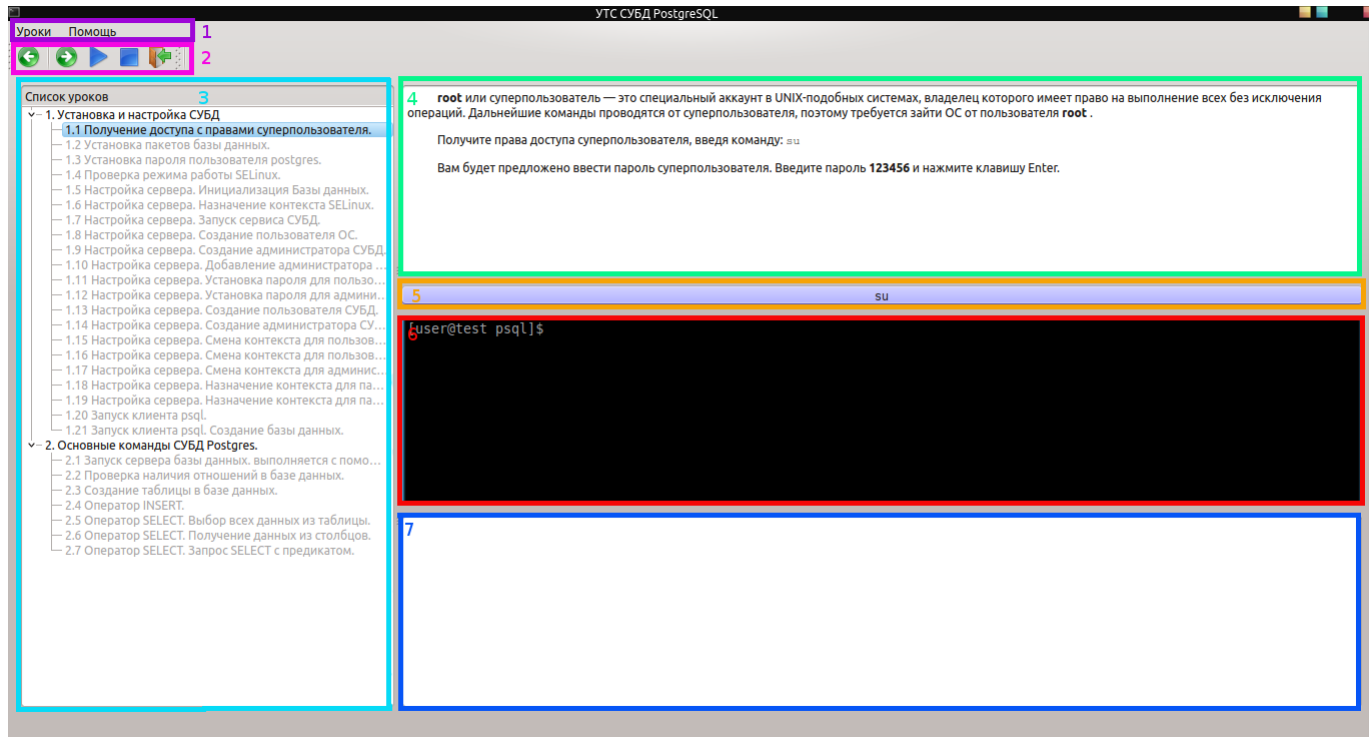 УТС СУБД PostgreSQL
Уроки Помощь 1
2
Список уроков 3
1. Установка и настройка СУБД
1.1 Получение доступа с правами суперпользователя.
1.2 Установка пакетов базы данных.
1.3 Установка пароля пользователя postgres.
1.4 Проверка режима работы SELinux.
1.5 Настройка сервера. Инициализация Базы данных.
1.6 Настройка сервера. Назначение контекста SELinux.
1.7 Настройка сервера. Запуск сервиса СУБД.
1.8 Настройка сервера. Создание пользователя ОС.
1.9 Настройка сервера. Создание администратора СУБД.
1.10 Настройка сервера. Добавление администратора ...
1.11 Настройка сервера. Установка пароля для пользо...
1.12 Настройка сервера. Установка пароля для админи...
1.13 Настройка сервера. Создание пользователя СУБД.
1.14 Настройка сервера. Создание администратора СУ...
1.15 Настройка сервера. Смена контекста для пользов...
1.16 Настройка сервера. Смена контекста для пользов...
1.17 Настройка сервера. Смена контекста для админис...
1.18 Настройка сервера. Назначение контекста для па...
1.19 Настройка сервера. Назначение контекста для па...
1.20 Запуск клиента psql.
1.21 Запуск клиента psql. Создание базы данных.
2. Основные команды СУБД Postgres.
2.1 Запуск сервера базы данных. выполняется с помо...
2.2 Проверка наличия отношений в базе данных.
2.3 Создание таблицы в базе данных.
2.4 Оператор INSERT.
2.5 Оператор SELECT. Выбор всех данных из таблицы.
2.6 Оператор SELECT. Получение данных из столбцов.
2.7 Оператор SELECT. Запрос SELECT с предикатом.
4 root или суперпользователь — это специальный аккаунт в UNIX-подобных системах, владелец которого имеет право на выполнение всех без исключения
операций. Дальнейшие команды проводятся от суперпользователя, поэтому требуется зайти ОС от пользователя root .
Получите права доступа суперпользователя, введя команду: su
Вам будет предложено ввести пароль суперпользователя. Введите пароль 123456 и нажмите клавишу Enter.
5 su
[user@test psql]$
6
7